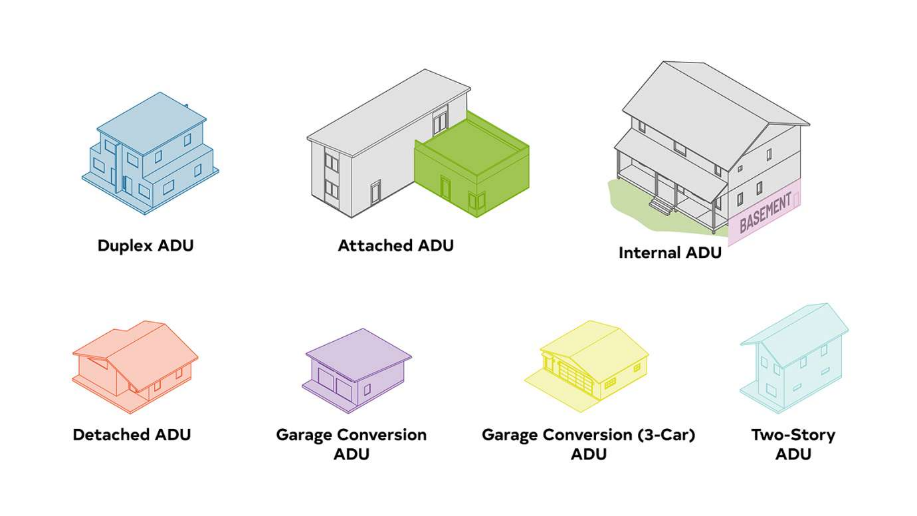 Duplex ADU
Attached ADU
BASEMENT
Internal ADU
Detached ADU
Garage Conversion
ADU
Garage Conversion (3-Car)
ADU
Two-Story
ADU